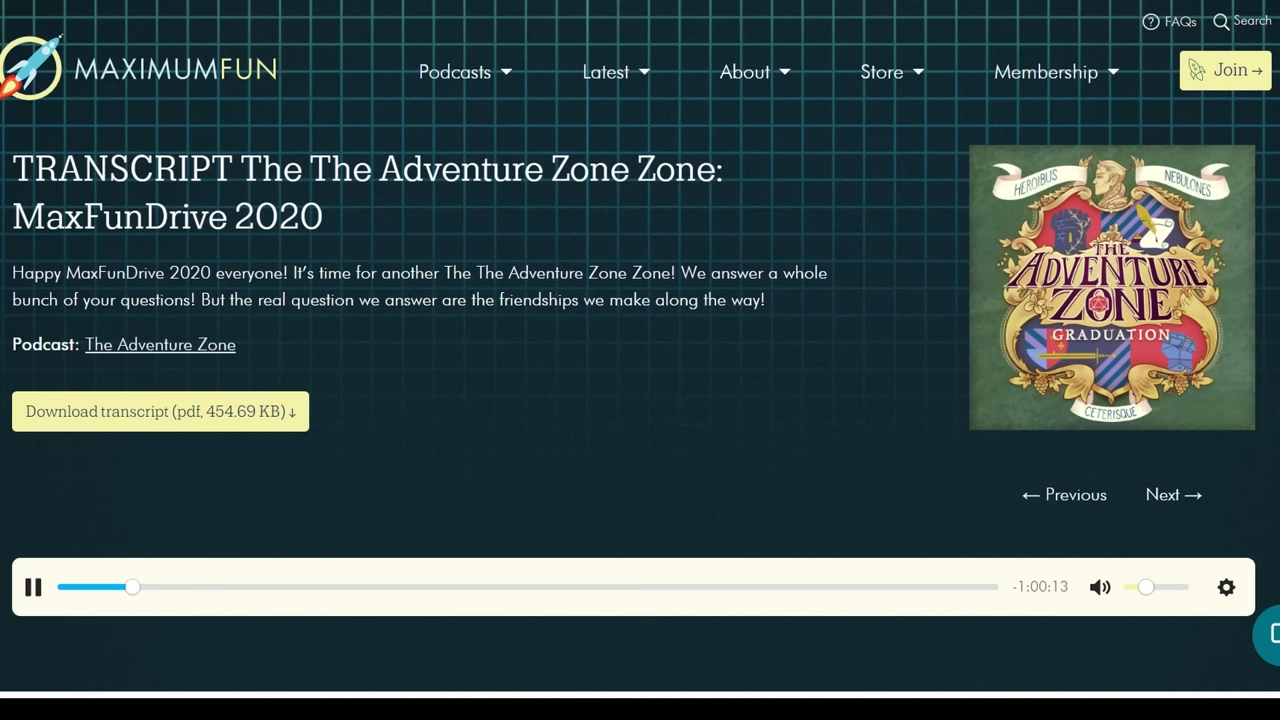 FAQs
Search
MAXIMUMFUN
Podcasts
Latest
About
Store
Membership
Join →
TRANSCRIPT The The Adventure Zone Zone:
MaxFunDrive 2020
Happy MaxFunDrive 2020 everyone! It's time for another The The Adventure Zone Zone! We answer a whole
bunch of your questions! But the real question we answer are the friendships we make along the way!
Podcast: The Adventure Zone
Download transcript (pdf, 454.69 KB) ↓
HEROIBUS
NEBULONES
THE
ADVENTURE
ZONE
GRADUATION
CETERISQUE
← Previous
Next →
-1:00:13